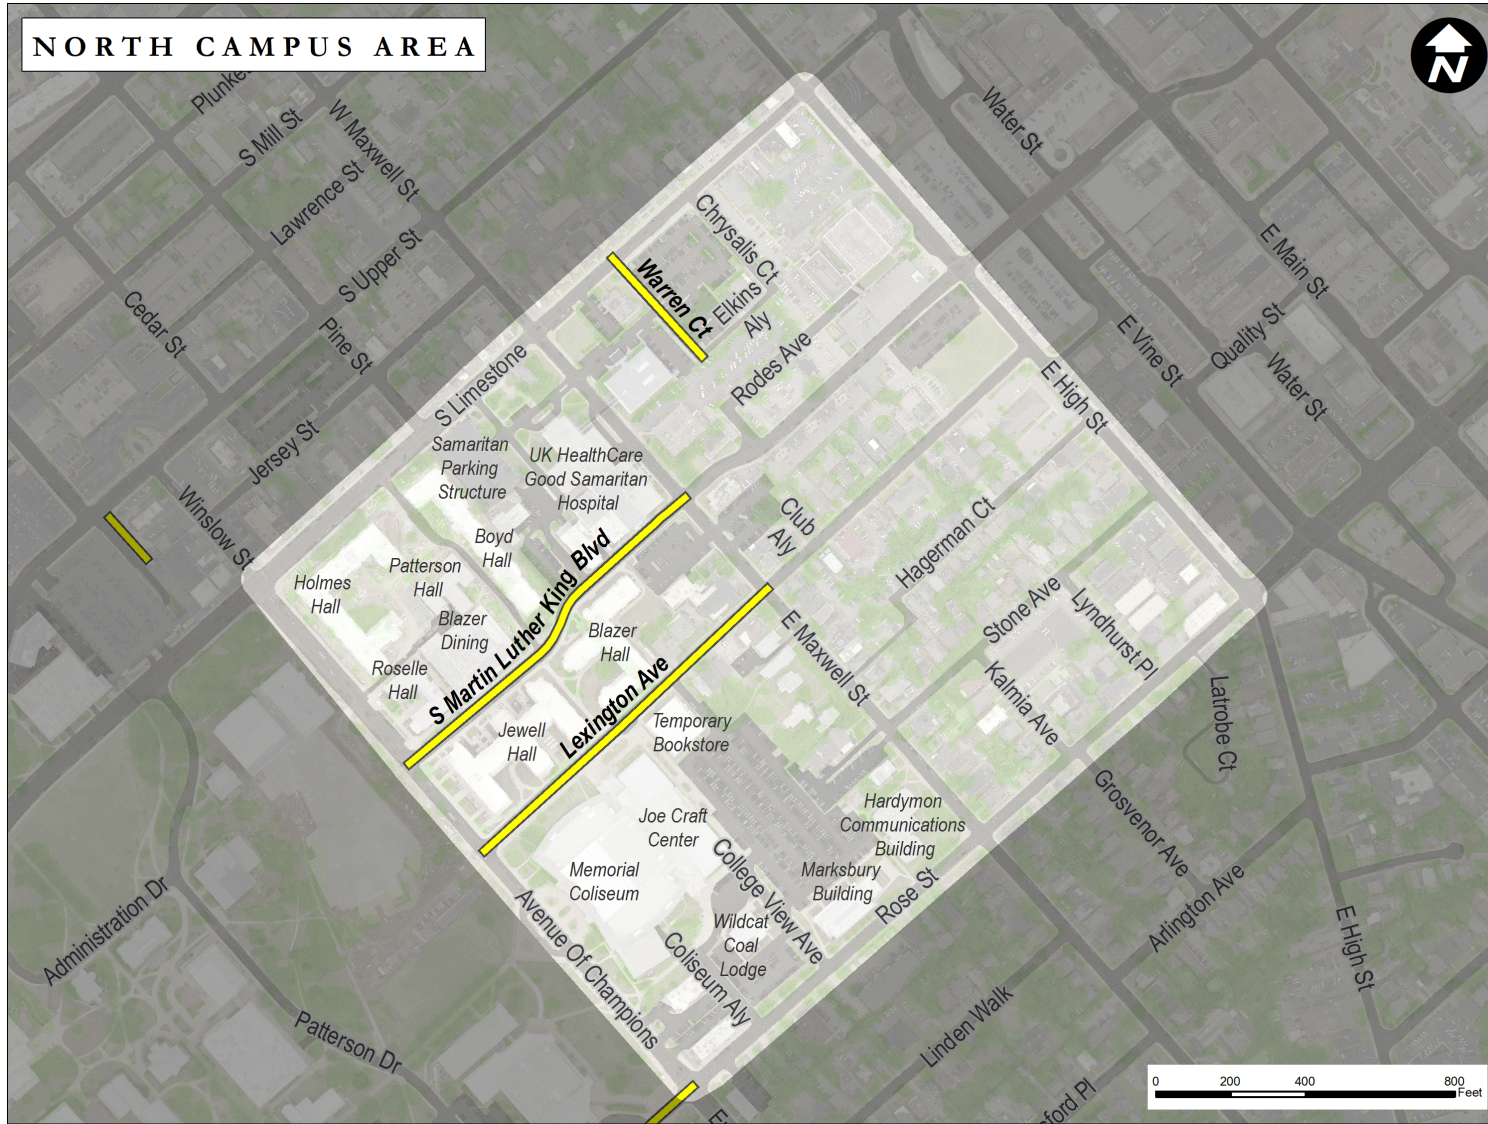 NORTH CAMPUS AREA
N
S Mill St
W Maxwell St
Lawrence St
S Upper St
Cedar St
Pine St
Jersey St
Winslow St
S Limestone
Water St
E Main St
Chrysalis Ct
Warren Ct
Elkins
Aly
Rodes Ave
E Vine St
Quality St
Water St
E High St
Samaritan
Parking
Structure
UK HealthCare
Good Samaritan
Hospital
Boyd
Hall
Patterson
Hall
Holmes
Hall
Blazer
Dining
Roselle
Hall
S Martin Luther King Blvd
Blazer
Hall
Club
Aly
Hagerman Ct
Stone Ave
Lyndhurst Pl
E Maxwell St
Kalmia Ave
Latrobe Ct
Lexington Ave
Jewell
Hall
Temporary
Bookstore
Joe Craft
Center
Memorial
Coliseum
Hardymon
Communications
Building
Marksbury
Building
College View Ave
Rose St
Wildcat
Coal
Lodge
Coliseum Aly
Avenue Of Champions
Grosvenor Ave
Arlington Ave
E High St
Linden Walk
Administration Dr
Patterson Dr
0 200 400 800
Feet